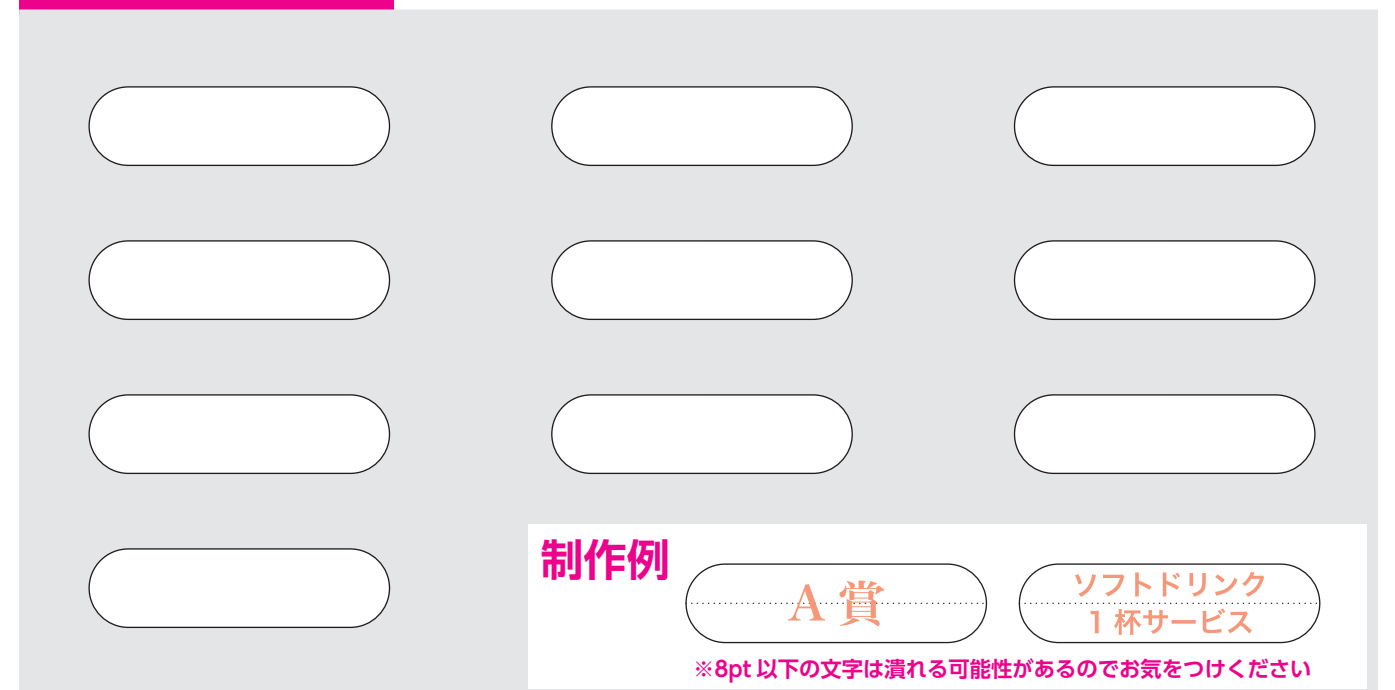 制作例
A 賞
ソフトドリンク
1 杯サービス
※8pt 以下の文字は潰れる可能性があるのでお気をつけください